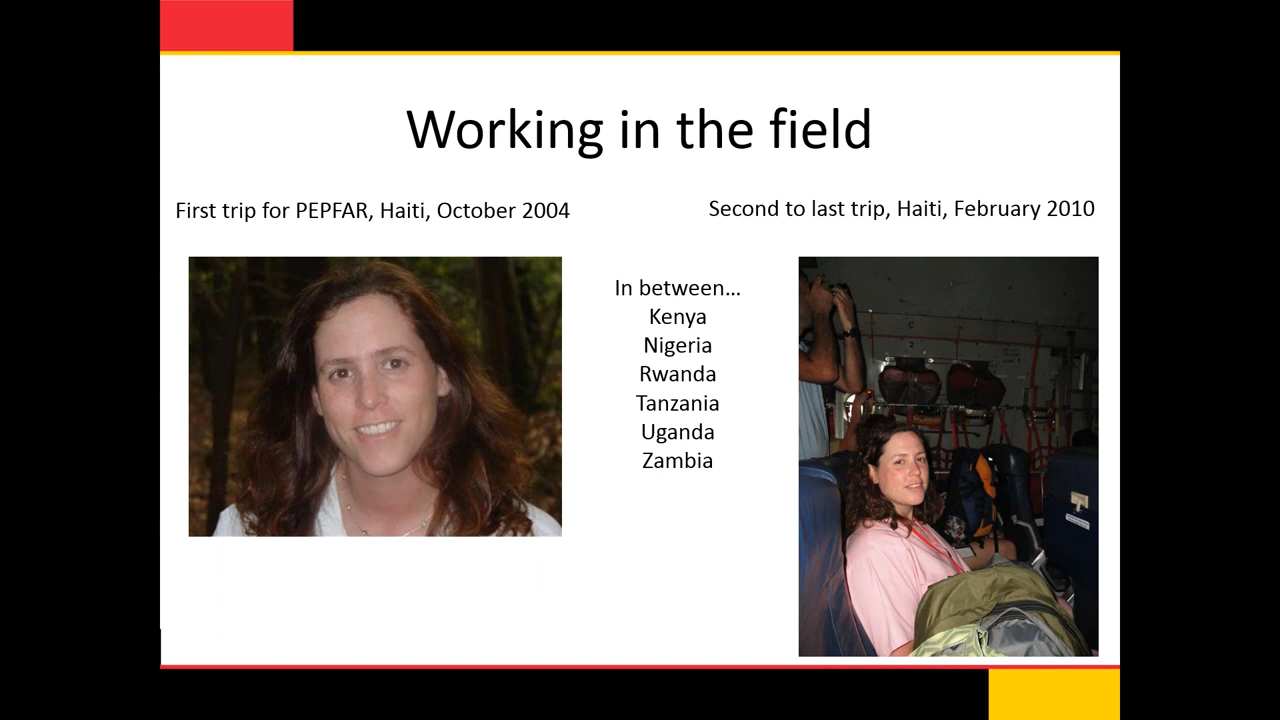 Working in the field
First trip for PEPFAR, Haiti, October 2004
Second to last trip, Haiti, February 2010
In between…
Kenya
Nigeria
Rwanda
Tanzania
Uganda
Zambia